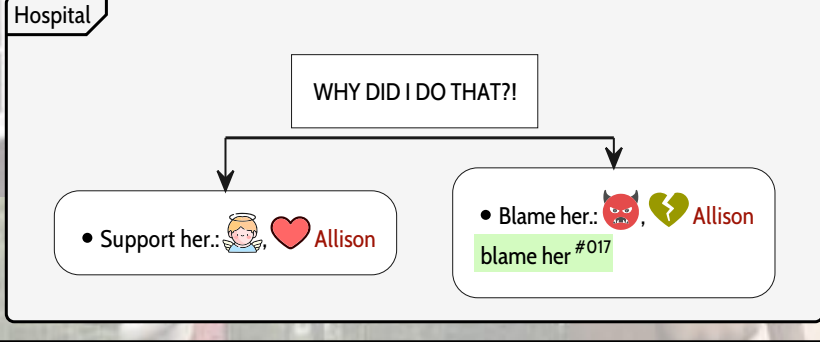 Hospital
WHY DID I DO THAT?!
• Support her.: , Allison
• Blame her.: , Allison
blame her #017